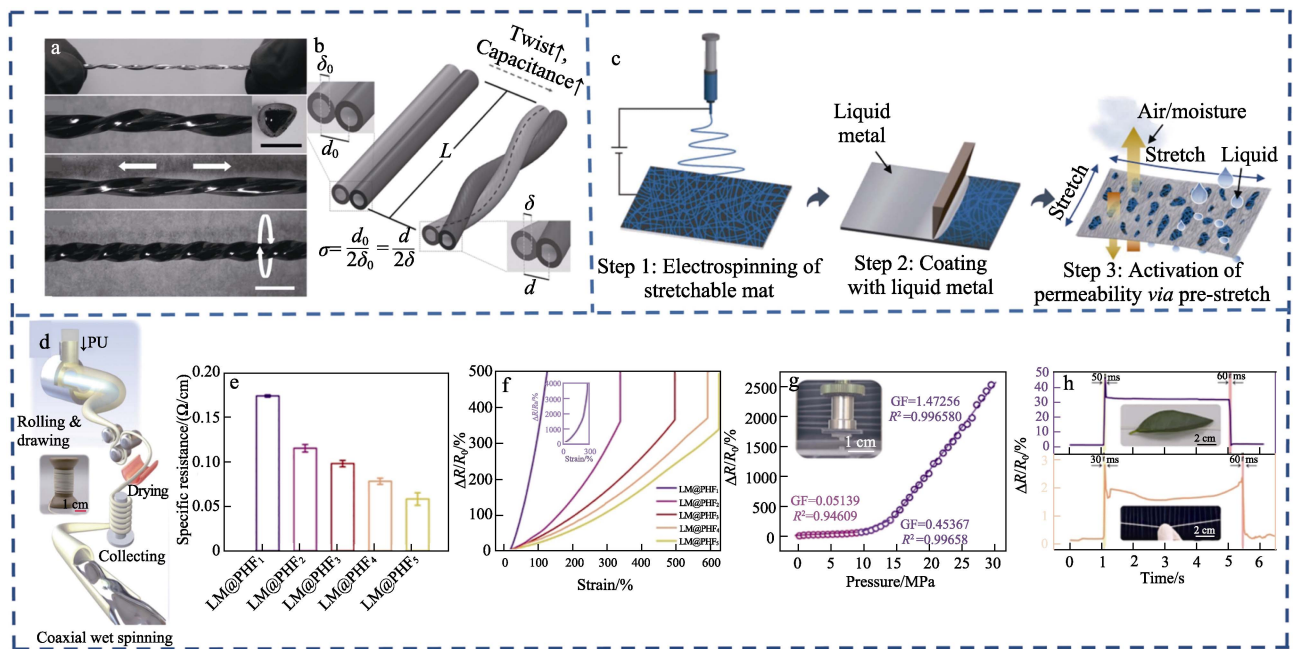 a
b
δ₀
d₀
Twist↑,
Capacitance↑
L
δ
d
σ=d₀/2δ₀=d/2δ
c
Liquid
metal
Air/moisture
Stretch
Liquid
Stretch
Step 1: Electrospinning of
stretchable mat
Step 2: Coating
with liquid metal
Step 3: Activation of
permeability via pre-stretch
d
↓PU
Rolling &
drawing
1 cm
Drying
Collecting
Coaxial wet spinning
e
Specific resistance/(Ω/cm)
0.20
0.15
0.10
0.05
0
LM@PHF₁
LM@PHF₂
LM@PHF₃
LM@PHF₄
LM@PHF₅
f
ΔR/R₀/%
500
400
300
200
100
0
0 100 200 300 400 500 600
Strain/%
ΔR/R₀/%
4000
3000
2000
1000
0
0 300
Strain/%
LM@PHF₁
LM@PHF₂
LM@PHF₃
LM@PHF₄
LM@PHF₅
g
1 cm
ΔR/R₀/%
2500
2000
1500
1000
500
0
GF=1.47256
R²=0.996580
GF=0.05139
R²=0.94609
GF=0.45367
R²=0.99658
0 5 10 15 20 25 30
Pressure/MPa
h
50 ms
60 ms
50
40
30
20
10
0
2 cm
ΔR/R₀/%
30 ms
60 ms
3
2
1
0
2 cm
0 1 2 3 4 5 6
Time/s